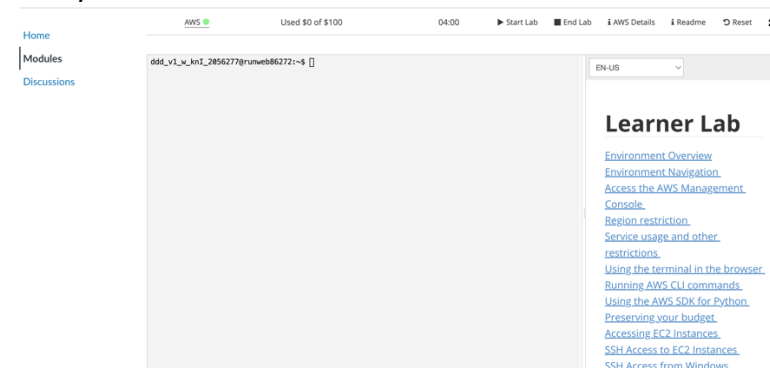 AWS
Used $0 of $100
04:00
Start Lab
End Lab
AWS Details
Readme
Reset
Home
Modules
Discussions
ddd_v1_w_knI_2056277@runweb86272:~$
EN-US
Learner Lab
Environment Overview
Environment Navigation
Access the AWS Management
Console
Region restriction
Service usage and other
restrictions
Using the terminal in the browser
Running AWS CLI commands
Using the AWS SDK for Python
Preserving your budget
Accessing EC2 Instances
SSH Access to EC2 Instances
SSH Access from Windows